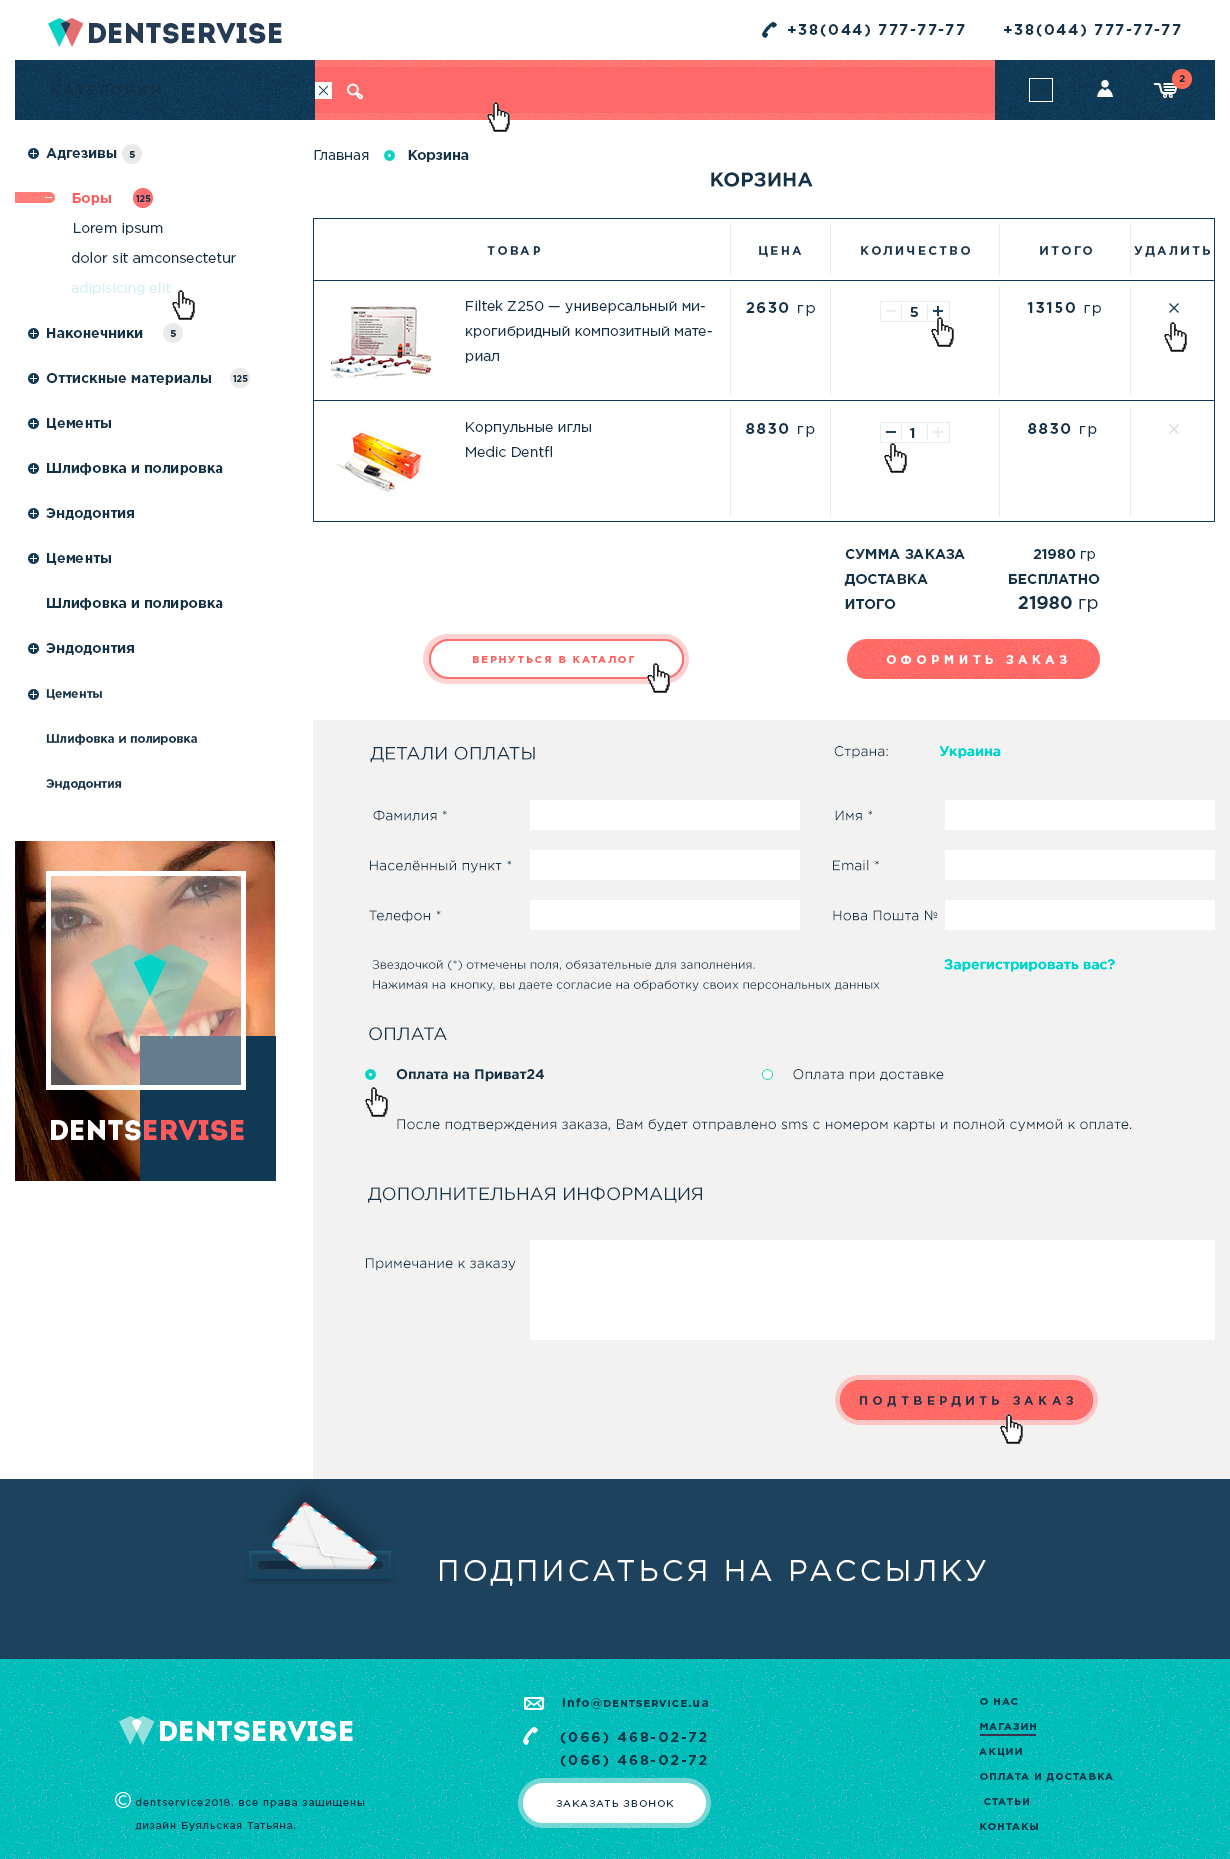 DENTSERVISE
+38(044) 777-77-77
+38(044) 777-77-77
КАТЕГОРИИ
2
Адгезивы 5
Боры 125
Lorem ipsum
dolor sit amconsectetur
adipisicing elit
Наконечники 5
Оттискные материалы 125
Цементы
Шлифовка и полировка
Эндодонтия
Цементы
Шлифовка и полировка
Эндодонтия
Цементы
Шлифовка и полировка
Эндодонтия
DENTSERVISE
Главная Корзина
КОРЗИНА
ТОВАР ЦЕНА КОЛИЧЕСТВО ИТОГО УДАЛИТЬ
Filtek Z250 — универсальный ми-
крогибридный композитный мате-
риал
2630 гр
5
13150 гр
Корпульные иглы
Medic Dentfl
8830 гр
1
8830 гр
СУММА ЗАКАЗА 21980 гр
ДОСТАВКА БЕСПЛАТНО
ИТОГО 21980 гр
ВЕРНУТЬСЯ В КАТАЛОГ
ОФОРМИТЬ ЗАКАЗ
ДЕТАЛИ ОПЛАТЫ
Страна: Украина
Фамилия *
Имя *
Населённый пункт *
Email *
Телефон *
Нова Пошта №
Звездочкой (*) отмечены поля, обязательные для заполнения.
Нажимая на кнопку, вы даете согласие на обработку своих персональных данных
Зарегистрировать вас?
ОПЛАТА
Оплата на Приват24
Оплата при доставке
После подтверждения заказа, Вам будет отправлено sms с номером карты и полной суммой к оплате.
ДОПОЛНИТЕЛЬНАЯ ИНФОРМАЦИЯ
Примечание к заказу
ПОДТВЕРДИТЬ ЗАКАЗ
ПОДПИСАТЬСЯ НА РАССЫЛКУ
DENTSERVISE
© dentservice2018. все права защищены
дизайн Буяльская Татьяна.
info@DENTSERVICE.ua
(066) 468-02-72
(066) 468-02-72
ЗАКАЗАТЬ ЗВОНОК
О НАС
МАГАЗИН
АКЦИИ
ОПЛАТА И ДОСТАВКА
СТАТЬИ
КОНТАКЫ